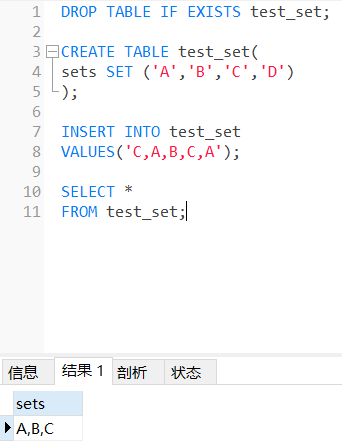 1 DROP TABLE IF EXISTS test_set;
2
3 CREATE TABLE test_set(
4 sets SET ('A','B','C','D')
5 );
6
7 INSERT INTO test_set
8 VALUES('C,A,B,C,A');
9
10 SELECT *
11 FROM test_set;
信息 结果 1 剖析 状态
sets
A,B,C